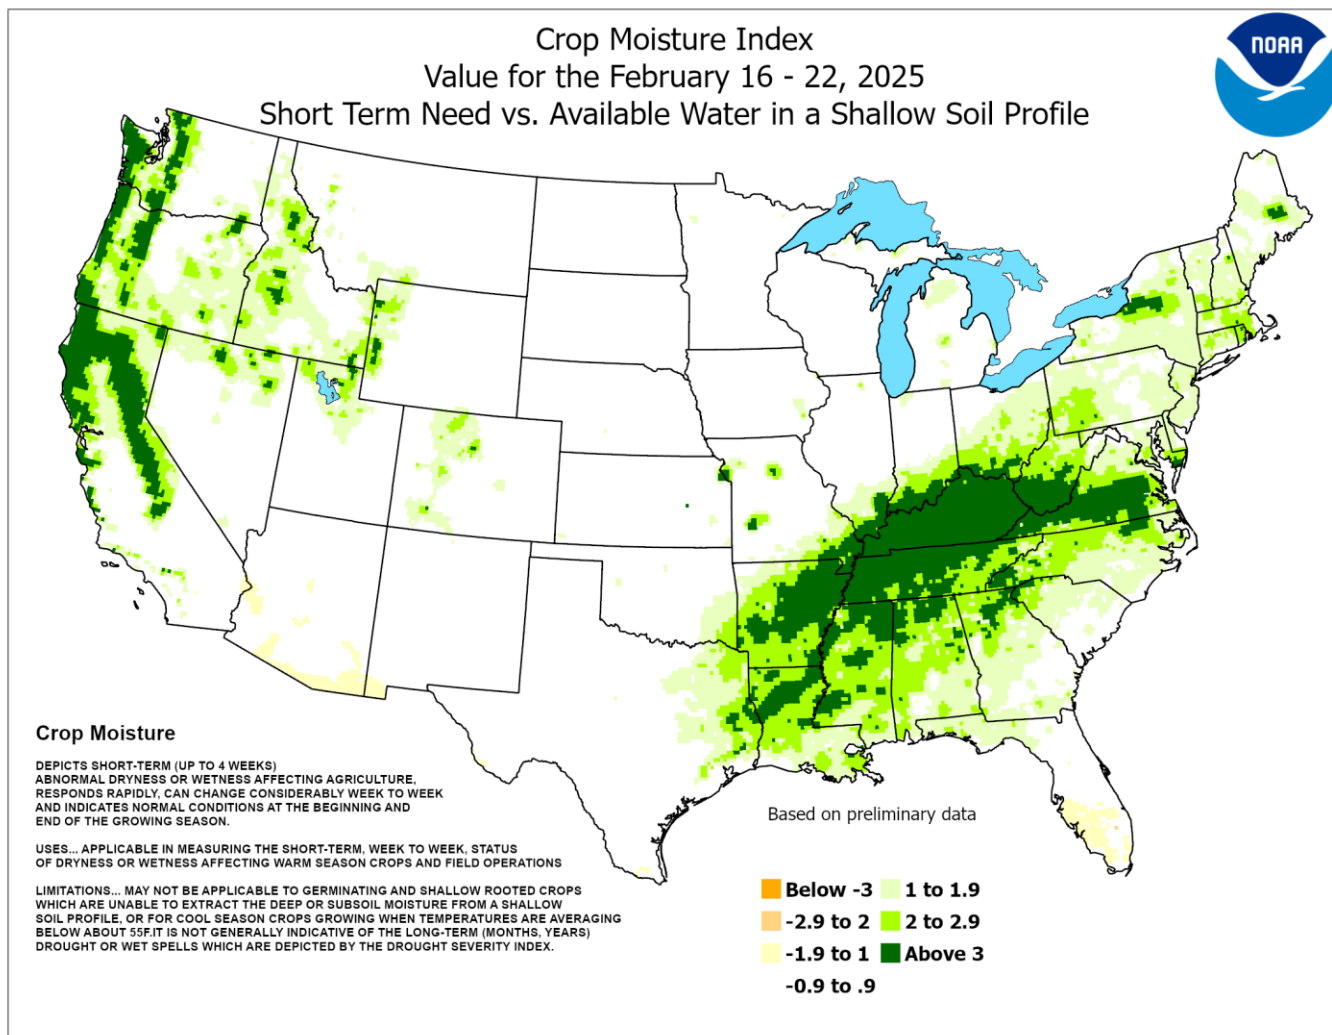 Crop Moisture Index
Value for the February 16 - 22, 2025
Short Term Need vs. Available Water in a Shallow Soil Profile
NOAA
Crop Moisture
DEPICTS SHORT-TERM (UP TO 4 WEEKS)
ABNORMAL DRYNESS OR WETNESS AFFECTING AGRICULTURE,
RESPONDS RAPIDLY, CAN CHANGE CONSIDERABLY WEEK TO WEEK
AND INDICATES NORMAL CONDITIONS AT THE BEGINNING AND
END OF THE GROWING SEASON.
USES... APPLICABLE IN MEASURING THE SHORT-TERM, WEEK TO WEEK, STATUS
OF DRYNESS OR WETNESS AFFECTING WARM SEASON CROPS AND FIELD OPERATIONS
LIMITATIONS... MAY NOT BE APPLICABLE TO GERMINATING AND SHALLOW ROOTED CROPS
WHICH ARE UNABLE TO EXTRACT THE DEEP OR SUBSOIL MOISTURE FROM A SHALLOW
SOIL PROFILE, OR FOR COOL SEASON CROPS GROWING WHEN TEMPERATURES ARE AVERAGING
BELOW ABOUT 55F.IT IS NOT GENERALLY INDICATIVE OF THE LONG-TERM (MONTHS, YEARS)
DROUGHT OR WET SPELLS WHICH ARE DEPICTED BY THE DROUGHT SEVERITY INDEX.
Based on preliminary data
Below -3
-2.9 to 2
-1.9 to 1
-0.9 to .9
1 to 1.9
2 to 2.9
Above 3